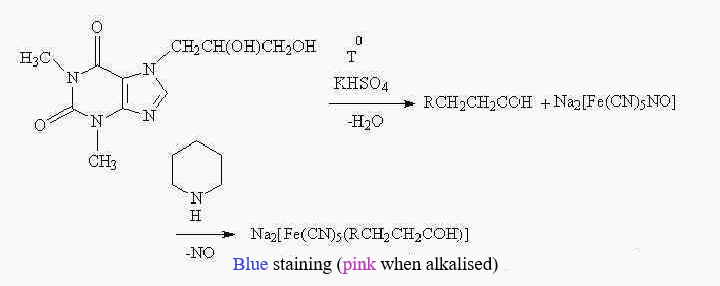 O
H₃C
N
N
CH₂CH(OH)CH₂OH
T⁰
KHSO₄
-H₂O
RCH₂CH₂COH + Na₂[Fe(CN)₅NO]
O
N
N
CH₃
N
H
-NO
Na₂[Fe(CN)₅(RCH₂CH₂COH)]
Blue staining (pink when alkalised)